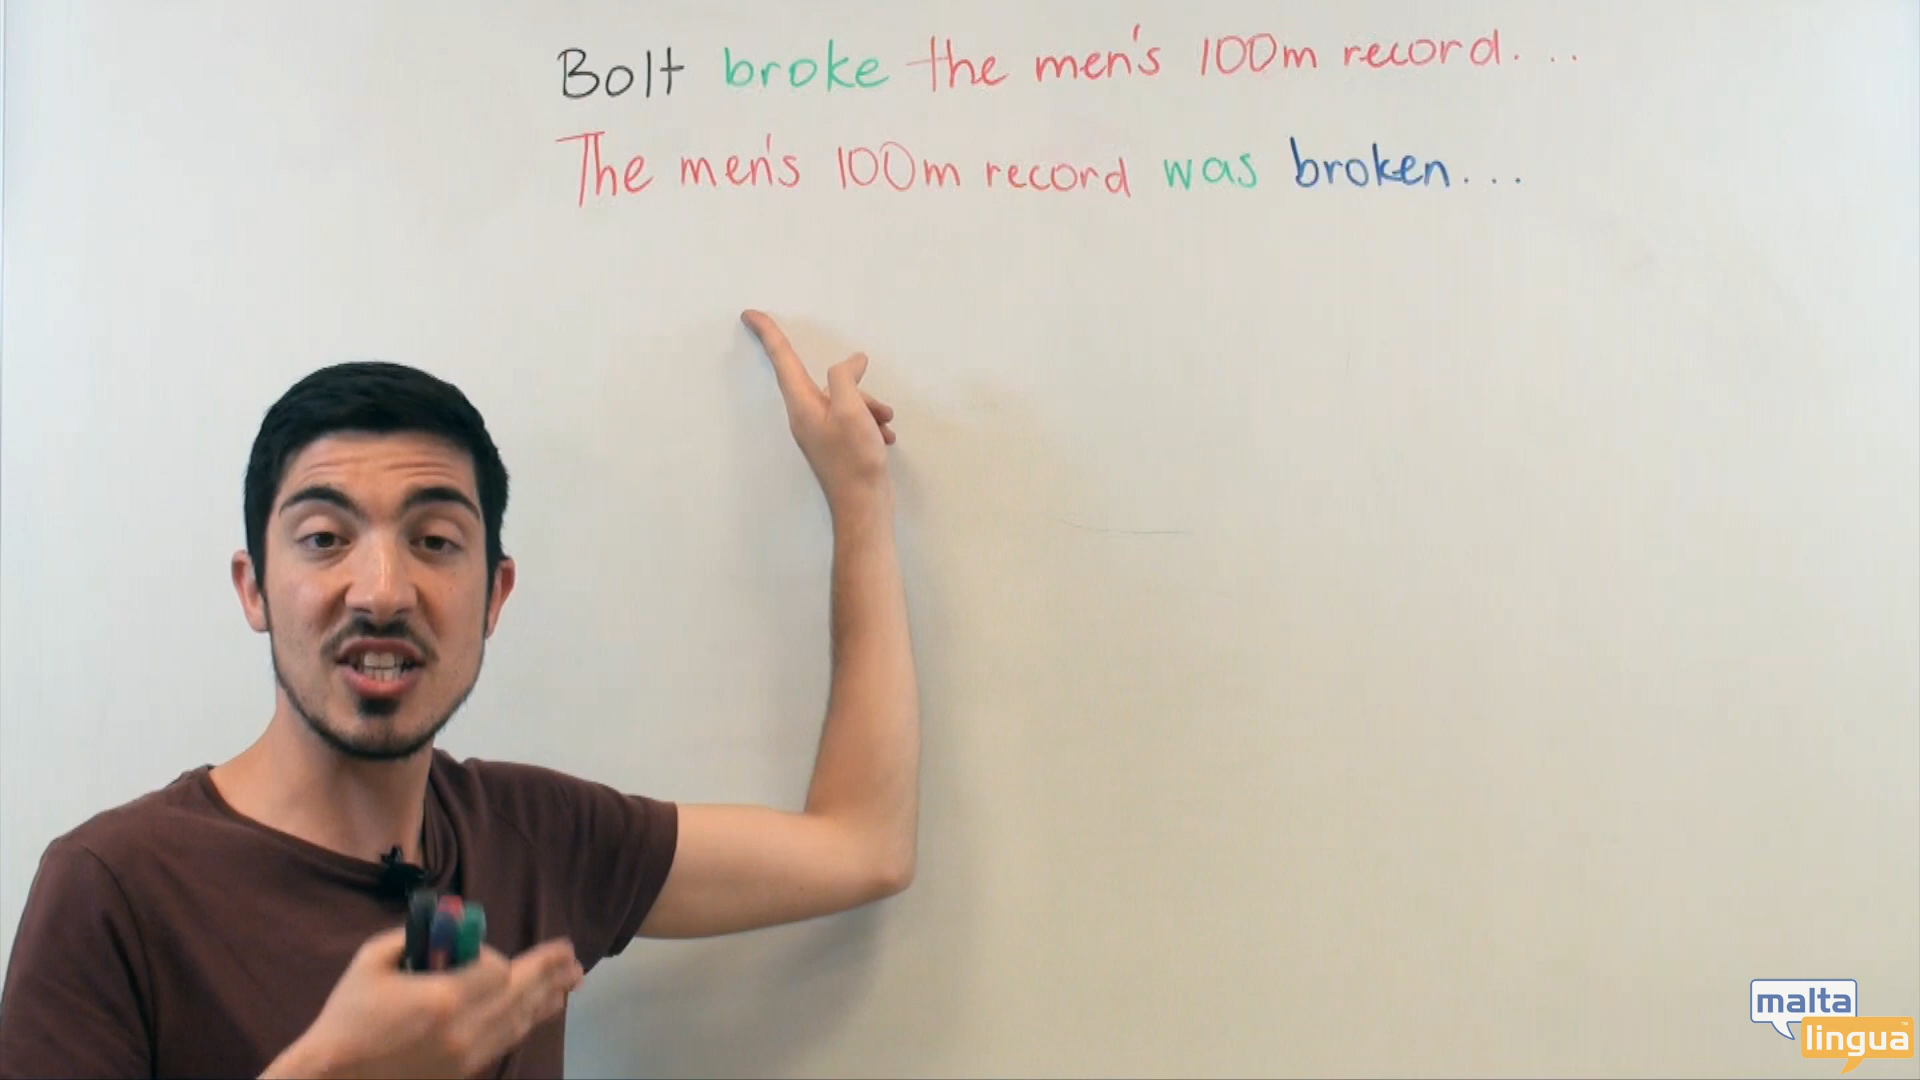 Bolt broke the men's 100m record...
The men's 100m record was broken...
malta
lingua